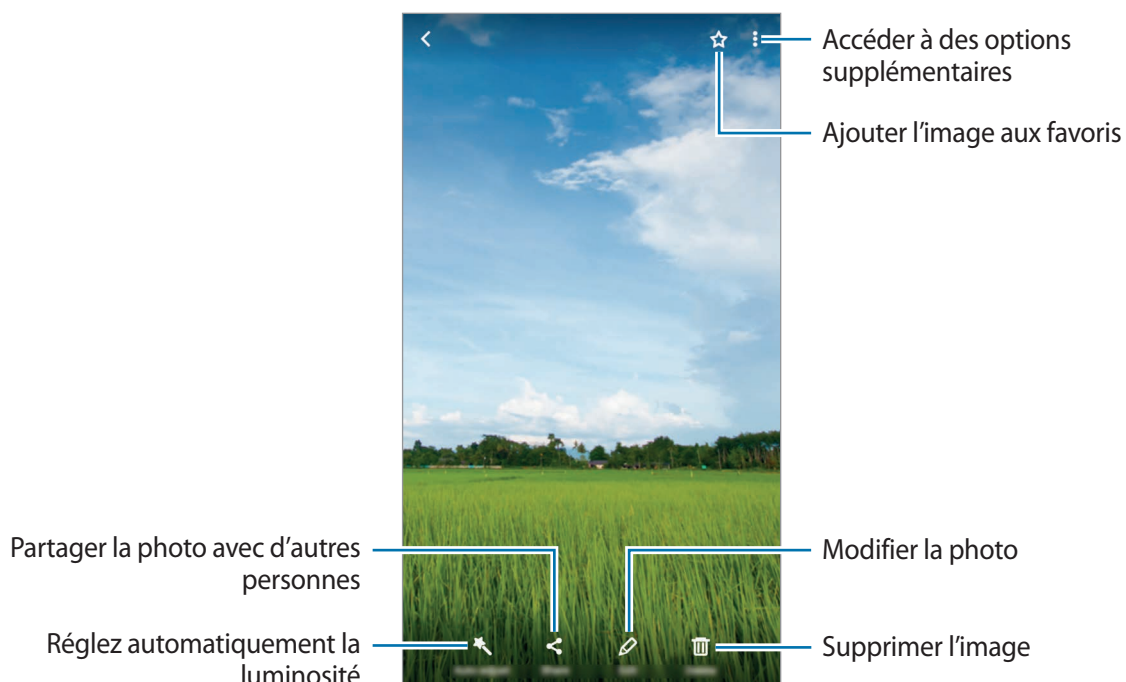 Accéder à des options
supplémentaires
Ajouter l’image aux favoris
Partager la photo avec d’autres
personnes
Modifier la photo
Réglez automatiquement la
luminosité
Supprimer l’image